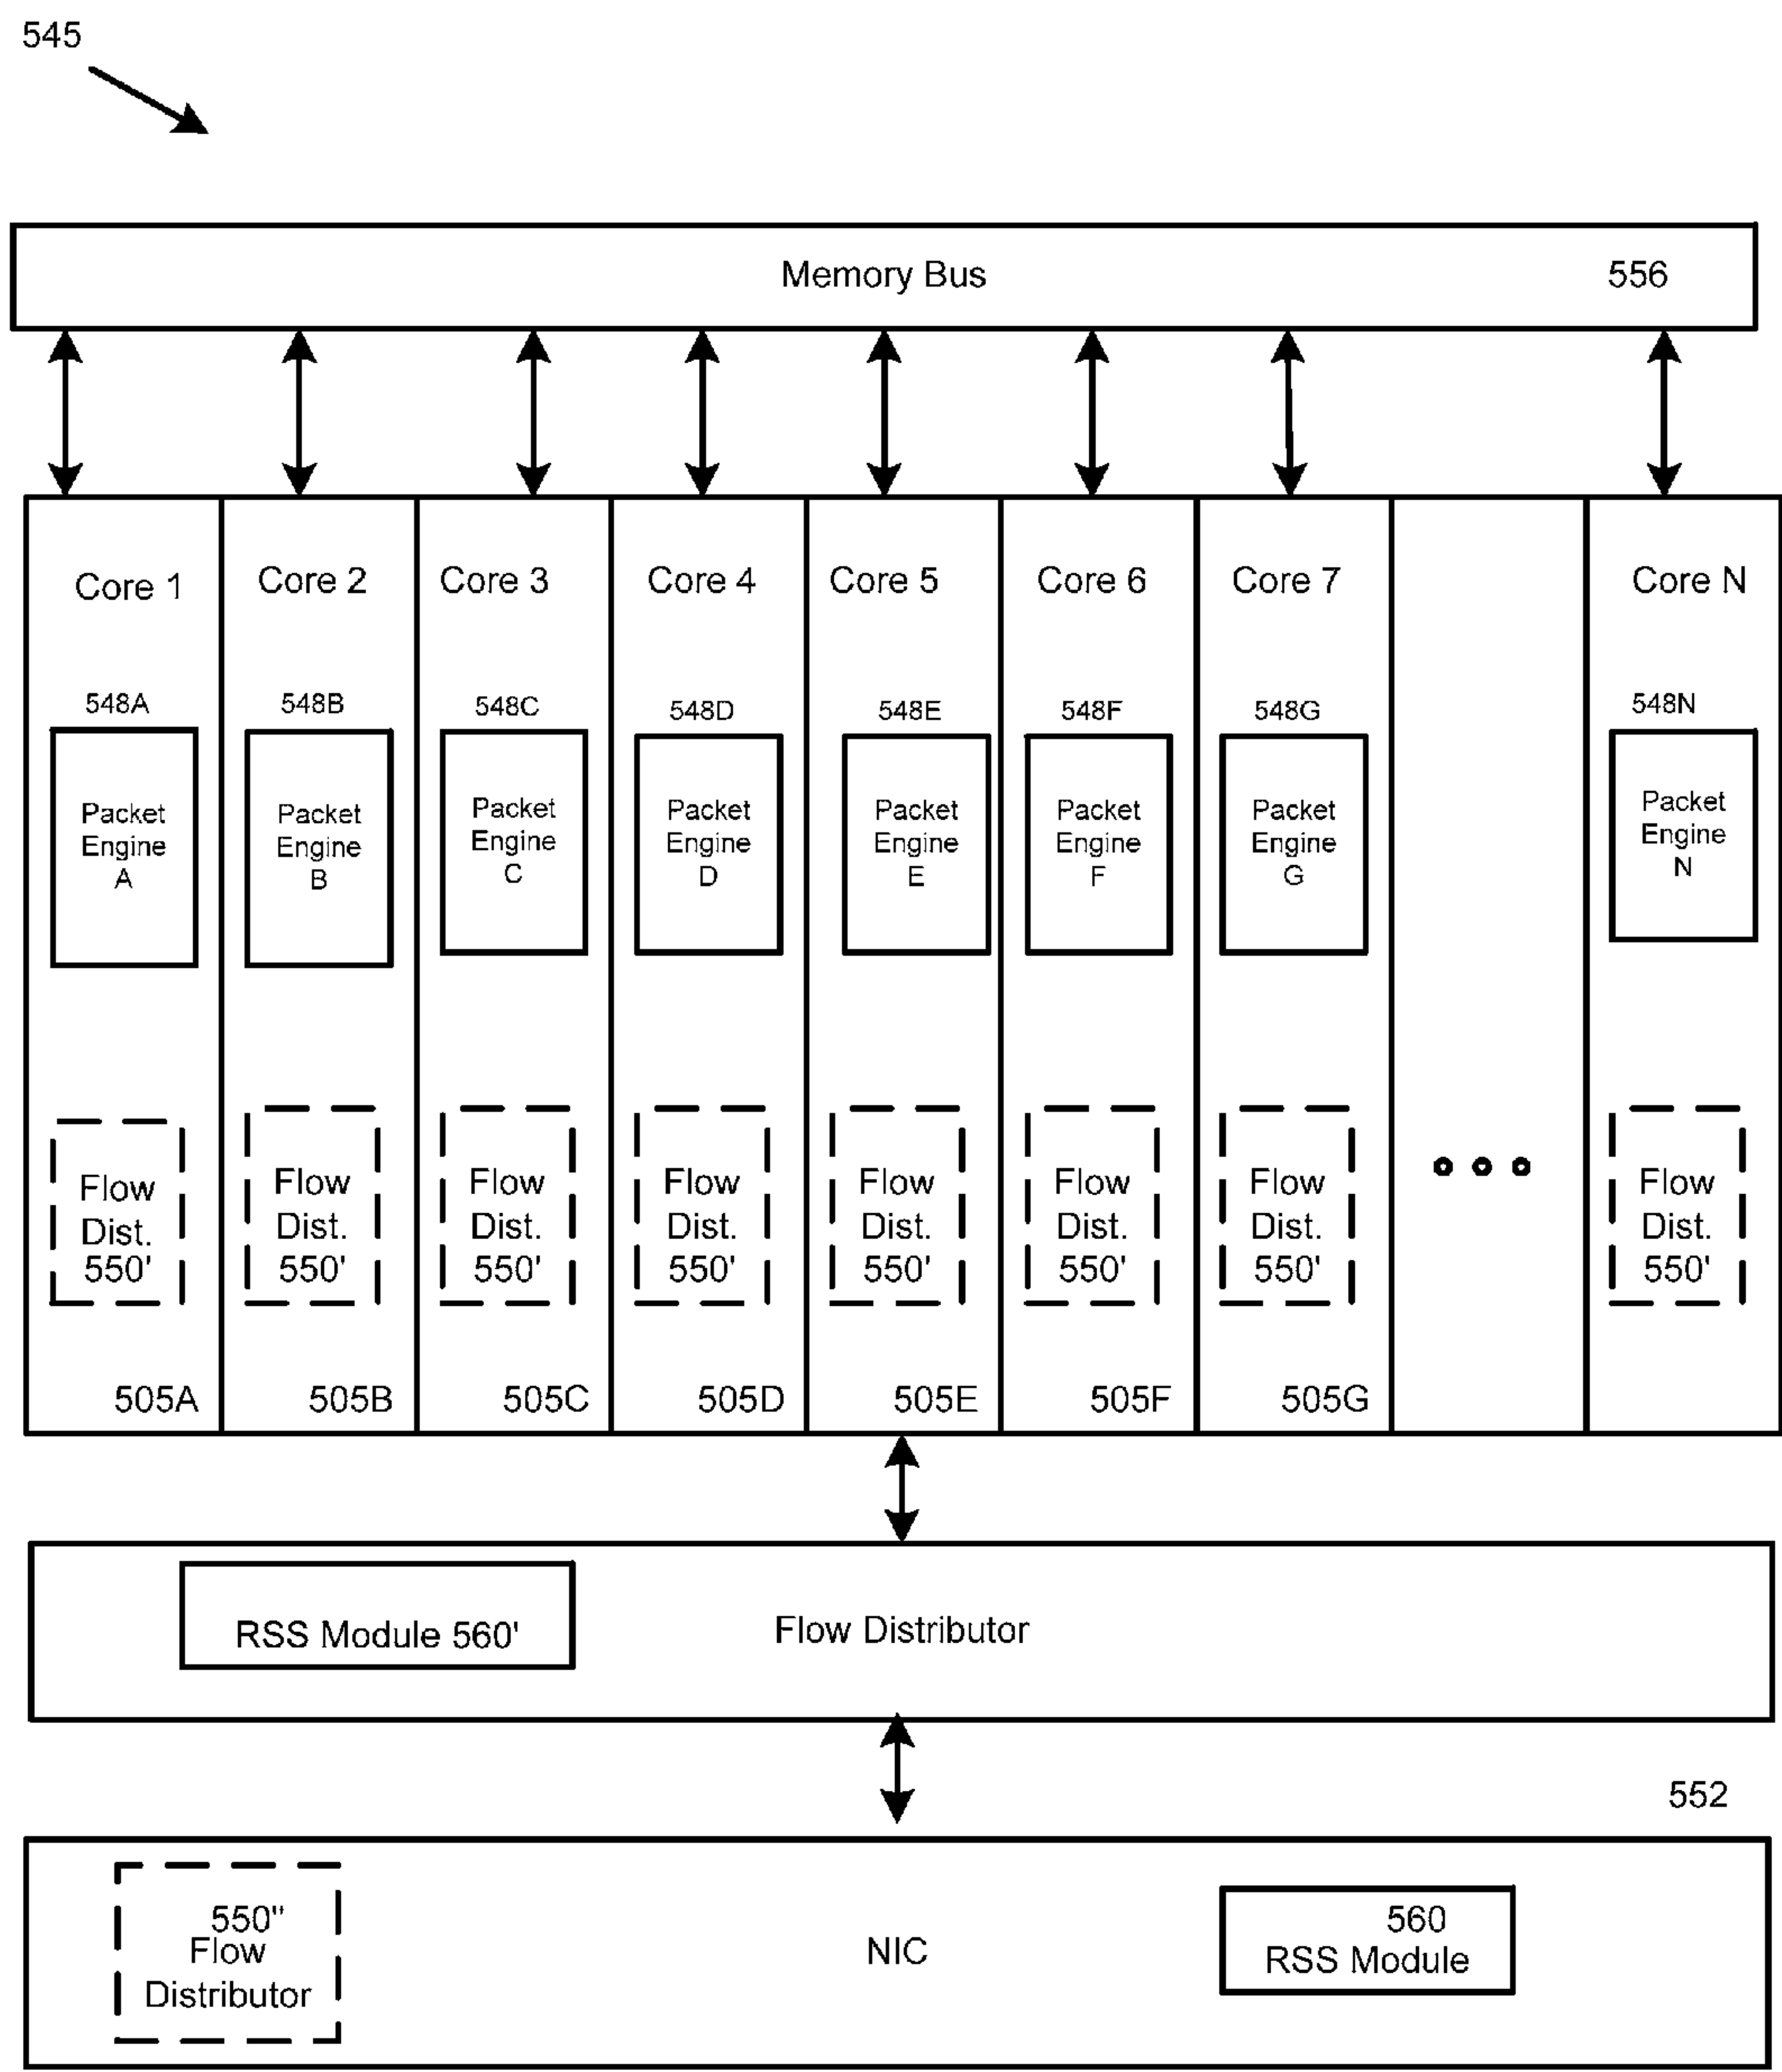 545
Memory Bus 556
Core 1 Core 2 Core 3 Core 4 Core 5 Core 6 Core 7 Core N
548A 548B 548C 548D 548E 548F 548G 548N
Packet Packet Packet Packet Packet Packet Packet Packet
Engine Engine Engine Engine Engine Engine Engine Engine
A B C D E F G N
Flow Flow Flow Flow Flow Flow Flow Flow
Dist. Dist. Dist. Dist. Dist. Dist. Dist. Dist.
550' 550' 550' 550' 550' 550' 550' 550'
505A 505B 505C 505D 505E 505F 505G
RSS Module 560' Flow Distributor
552
550"
Flow
Distributor
NIC
560
RSS Module